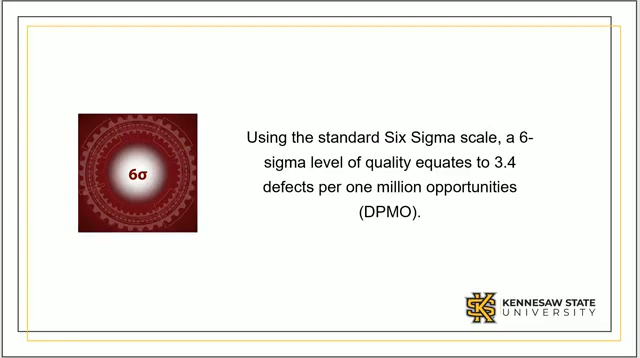 6σ
Using the standard Six Sigma scale, a 6-
sigma level of quality equates to 3.4
defects per one million opportunities
(DPMO).
KENNESAW STATE
UNIVERSITY